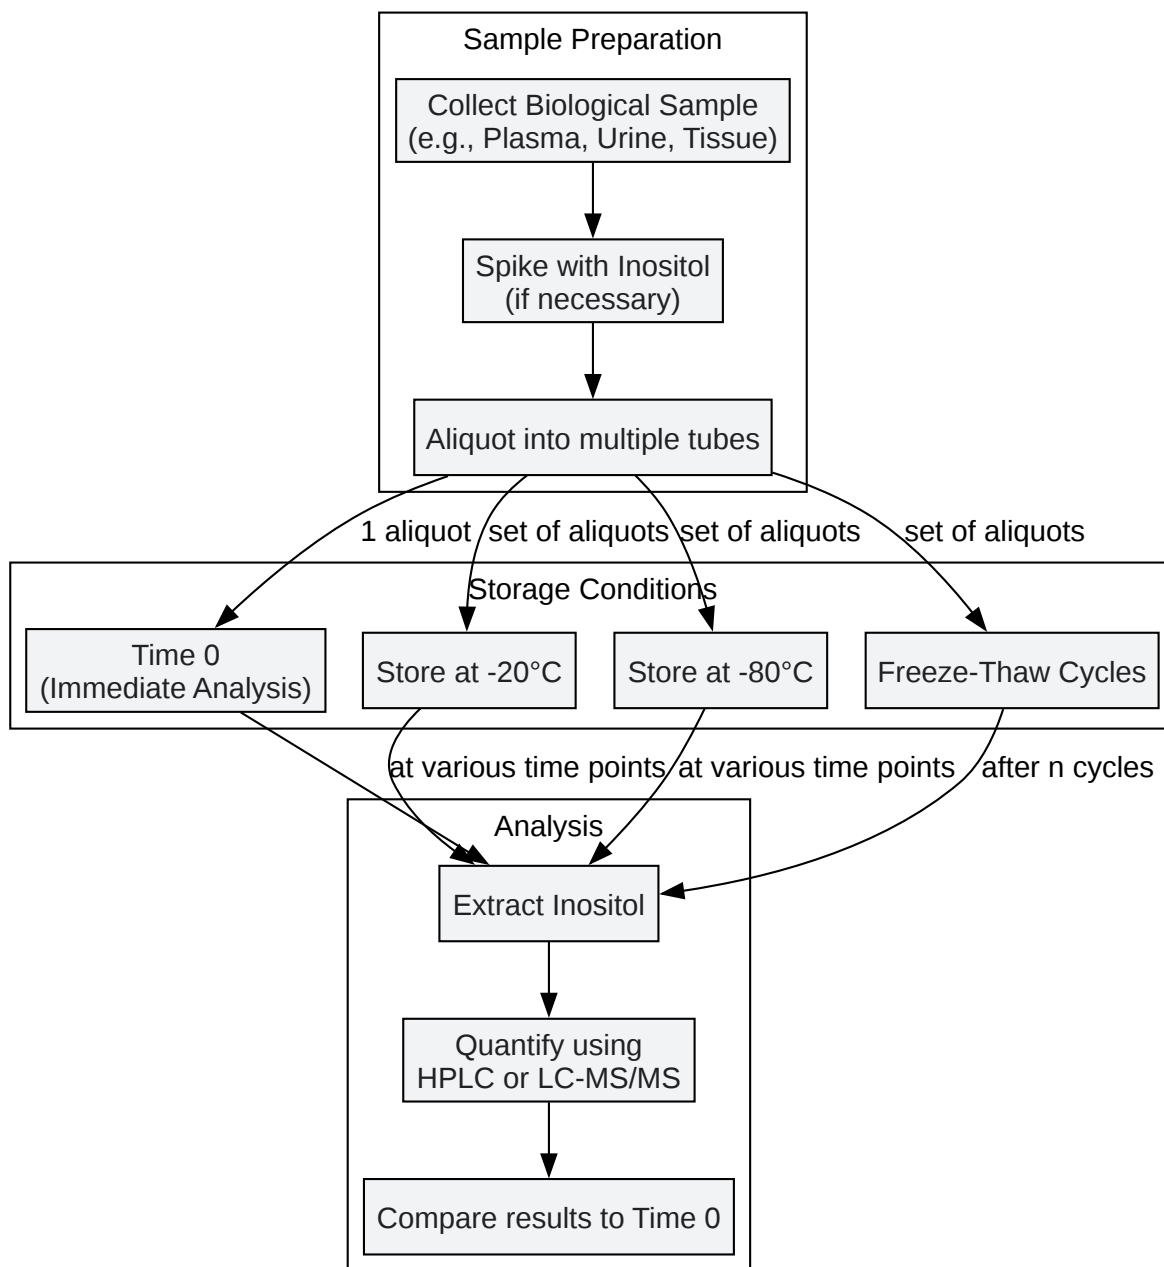 Sample Preparation
Collect Biological Sample
(e.g., Plasma, Urine, Tissue)
Spike with Inositol
(if necessary)
Aliquot into multiple tubes
1 aliquot
set of aliquots
set of aliquots
set of aliquots
Storage Conditions
Time 0
(Immediate Analysis)
Store at -20°C
Store at -80°C
Freeze-Thaw Cycles
at various time points
at various time points
after n cycles
Analysis
Extract Inositol
Quantify using
HPLC or LC-MS/MS
Compare results to Time 0